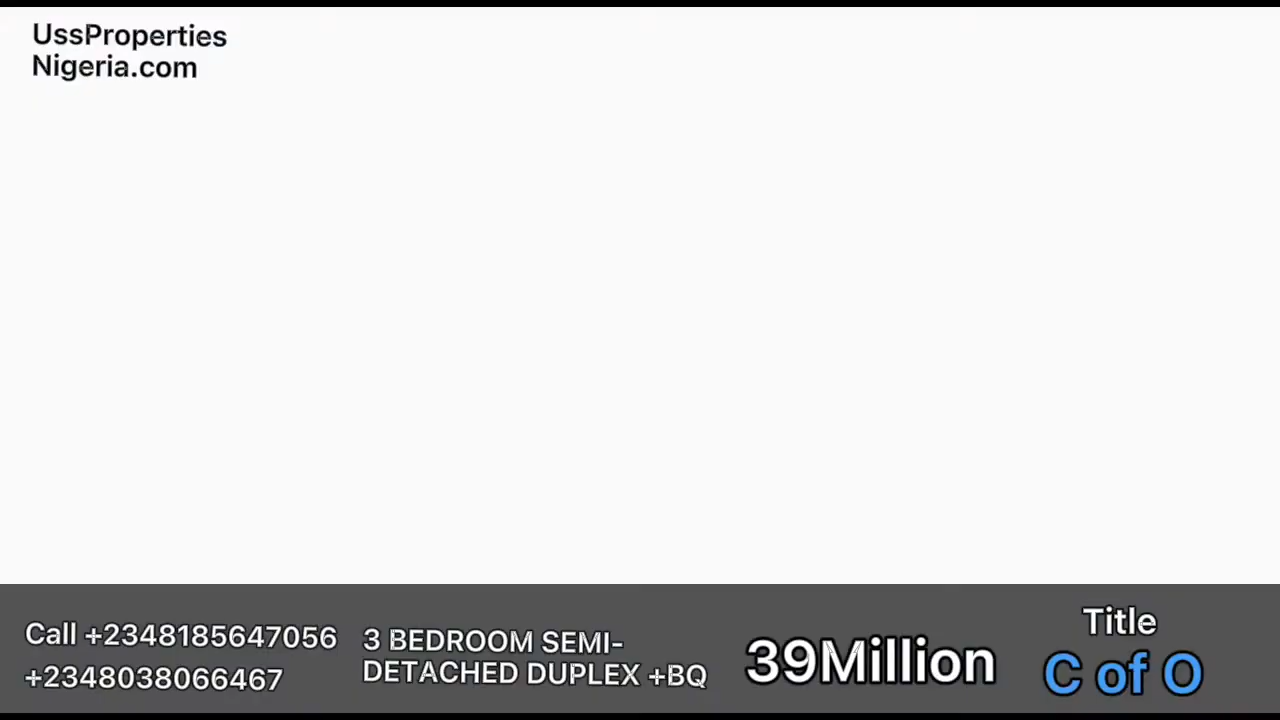 UssProperties
Nigeria.com
Call +2348185647056
+2348038066467
3 BEDROOM SEMI-
DETACHED DUPLEX +BQ
39Million
Title
C of O